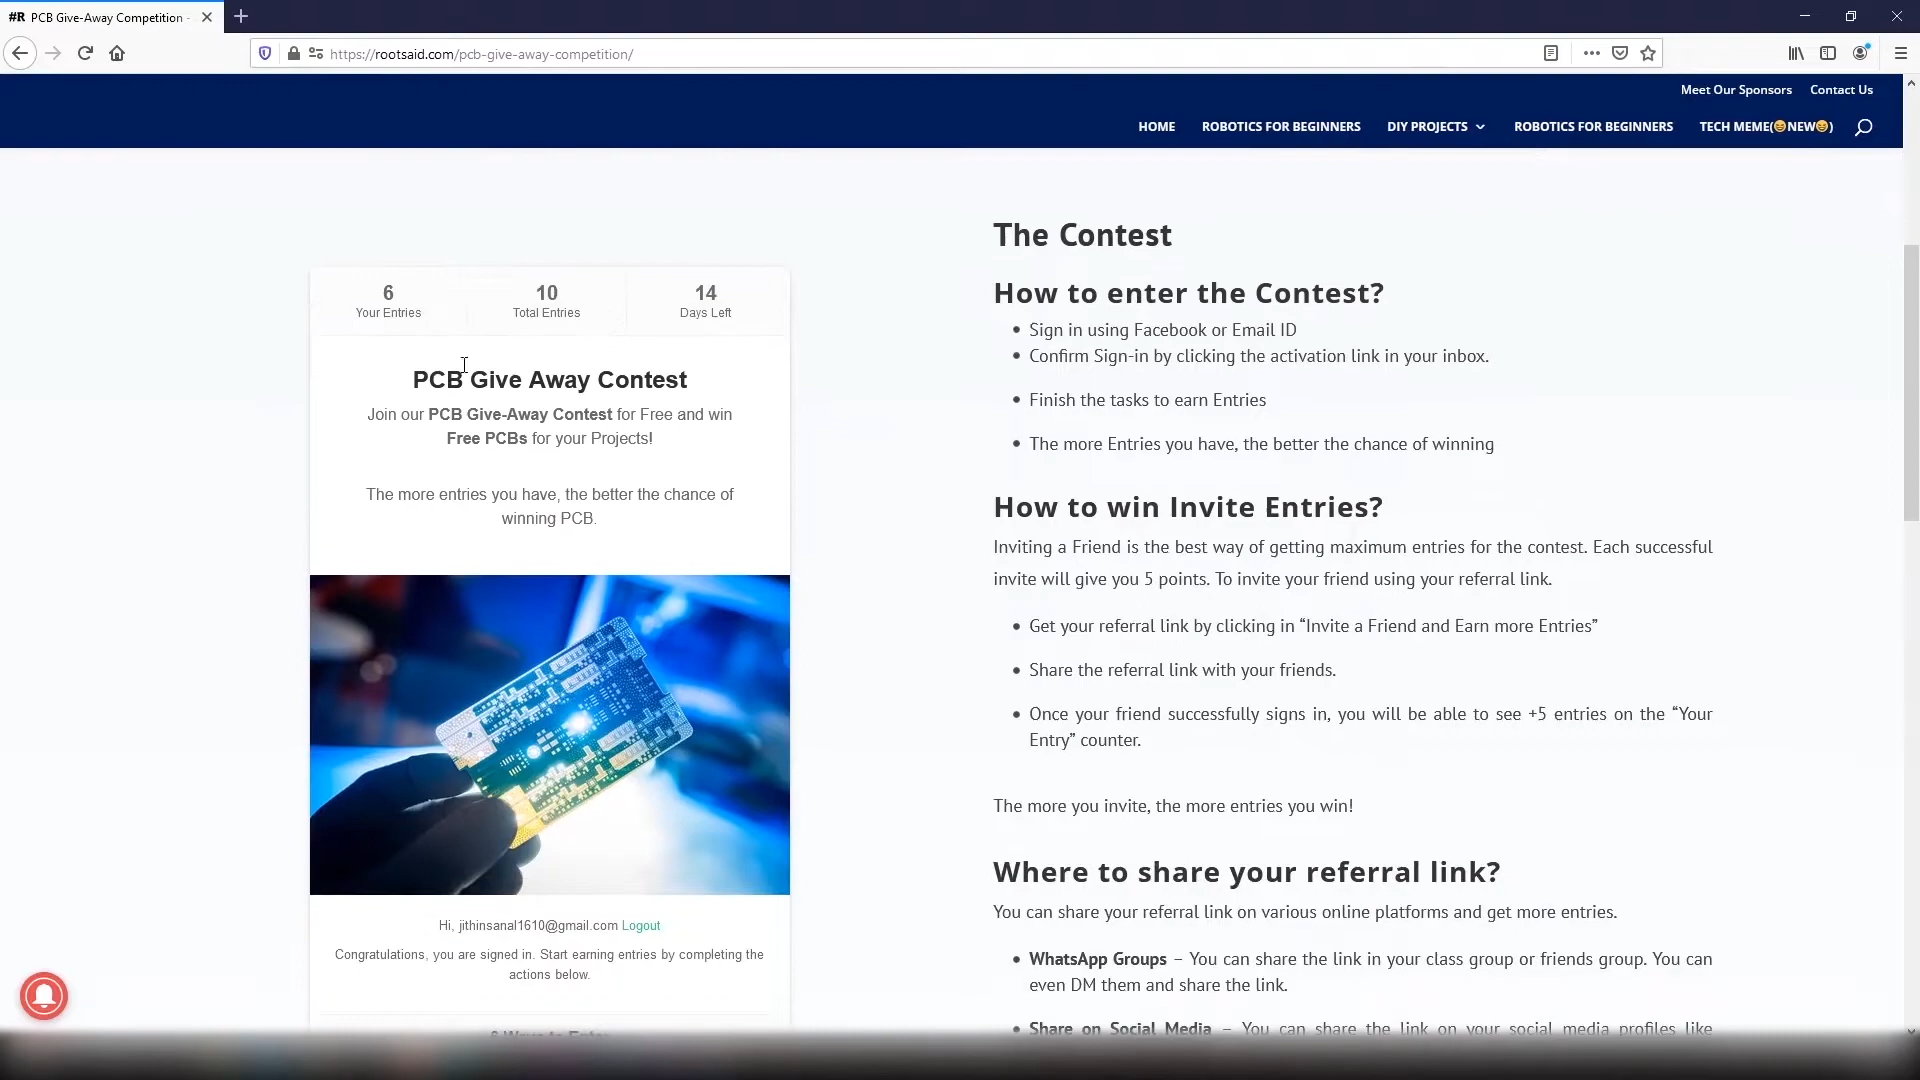 #R PCB Give-Away Competition -
https://rootsaid.com/pcb-give-away-competition/
Meet Our Sponsors Contact Us
HOME ROBOTICS FOR BEGINNERS DIY PROJECTS ROBOTICS FOR BEGINNERS TECH MEME(😆NEW😆)
6 10 14
Your Entries Total Entries Days Left
PCB Give Away Contest
Join our PCB Give-Away Contest for Free and win
Free PCBs for your Projects!
The more entries you have, the better the chance of
winning PCB.
Hi, jithinsanal1610@gmail.com Logout
Congratulations, you are signed in. Start earning entries by completing the
actions below.
Ways to Enter
The Contest
How to enter the Contest?
• Sign in using Facebook or Email ID
• Confirm Sign-in by clicking the activation link in your inbox.
• Finish the tasks to earn Entries
• The more Entries you have, the better the chance of winning
How to win Invite Entries?
Inviting a Friend is the best way of getting maximum entries for the contest. Each successful
invite will give you 5 points. To invite your friend using your referral link.
• Get your referral link by clicking in “Invite a Friend and Earn more Entries”
• Share the referral link with your friends.
• Once your friend successfully signs in, you will be able to see +5 entries on the “Your
Entry” counter.
The more you invite, the more entries you win!
Where to share your referral link?
You can share your referral link on various online platforms and get more entries.
• WhatsApp Groups – You can share the link in your class group or friends group. You can
even DM them and share the link.
• Share on Social Media – You can share the link on your social media profiles like